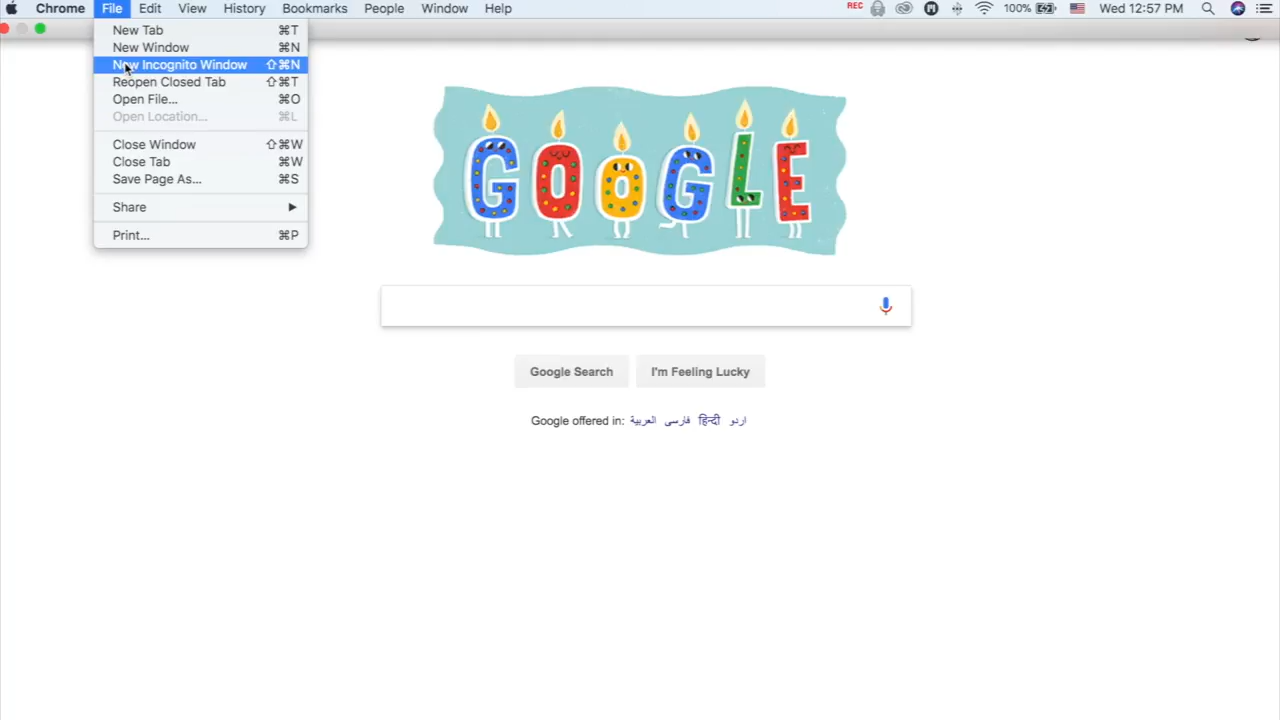 Chrome File Edit View History Bookmarks People Window Help REC 100% Wed 12:57 PM
New Tab ⌘T
New Window ⌘N
New Incognito Window ⇧⌘N
Reopen Closed Tab ⇧⌘T
Open File... ⌘O
Open Location... ⌘L
Close Window ⇧⌘W
Close Tab ⌘W
Save Page As... ⌘S
Share
Print... ⌘P
GOOGLE
Google Search I'm Feeling Lucky
Google offered in: العربية فارسی हिन्दी اردو